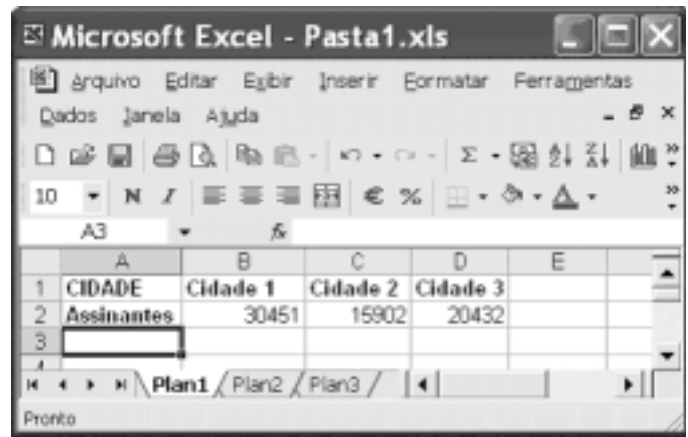 Microsoft Excel - Pasta1.xls
Arquivo Editar Exibir Inserir Formatar Ferramentas
Dados Janela Ajuda
10 N I € %
A3 fx
A B C D E
1 CIDADE Cidade 1 Cidade 2 Cidade 3
2 Assinantes 30451 15902 20432
3
4
Plan1 Plan2 Plan3
Pronto